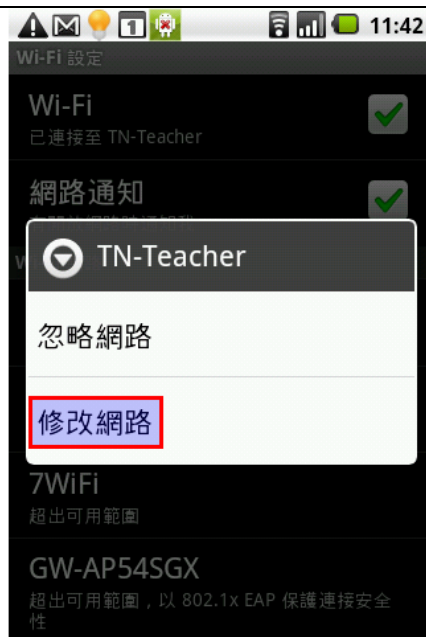 11:42
Wi-Fi 設定
Wi-Fi
已連接至 TN-Teacher
網路通知
TN-Teacher
忽略網路
修改網路
7WiFi
超出可用範圍
GW-AP54SGX
超出可用範圍，以 802.1x EAP 保護連接安全
性